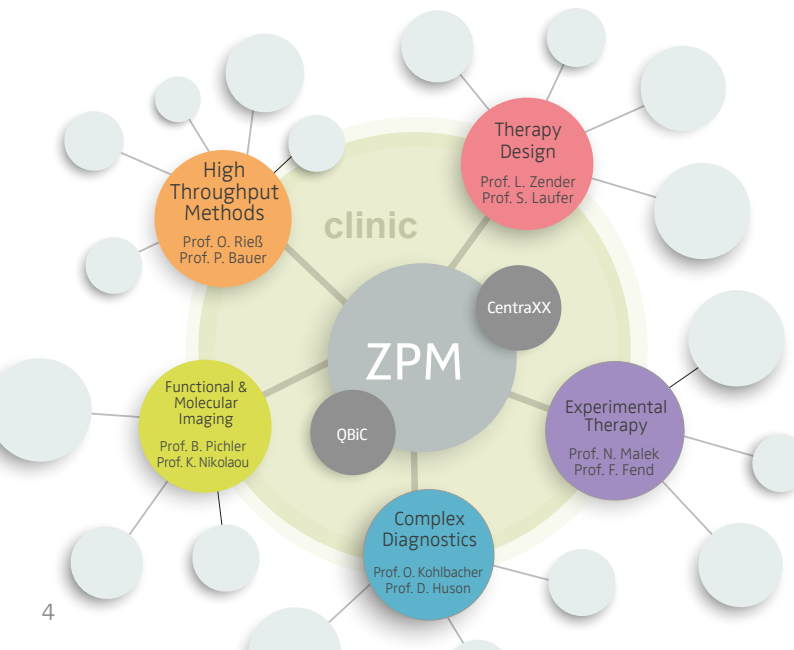 Therapy
Design
Prof. L. Zender
Prof. S. Laufer
High
Throughput
Methods
Prof. O. Rieß
Prof. P. Bauer
clinic
CentraXX
ZPM
QBiC
Functional &
Molecular
Imaging
Prof. B. Pichler
Prof. K. Nikolaou
Experimental
Therapy
Prof. N. Malek
Prof. F. Fend
Complex
Diagnostics
Prof. O. Kohlbacher
Prof. D. Huson
4